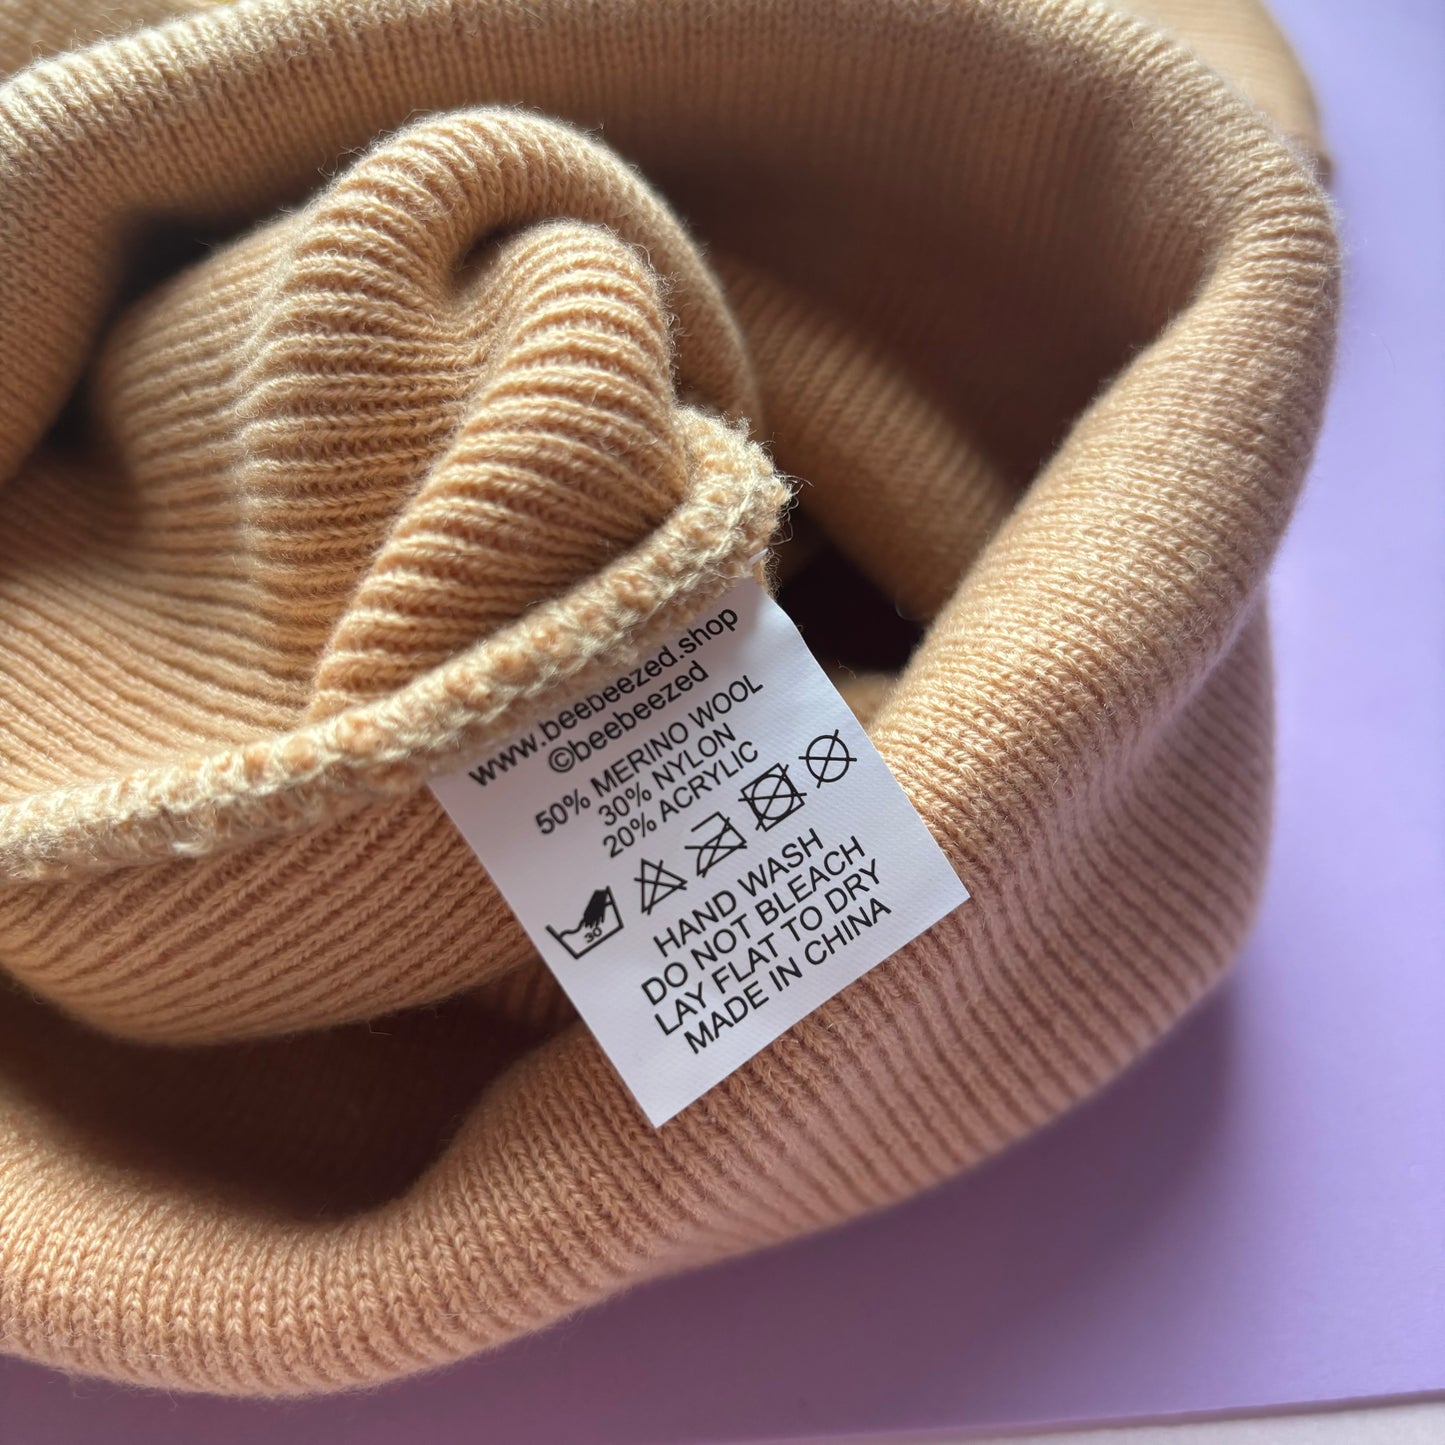 www.beebeezed.shop
©beebeezed
50% MERINO WOOL
30% NYLON
20% ACRYLIC
30°
HAND WASH
DO NOT BLEACH
LAY FLAT TO DRY
MADE IN CHINA